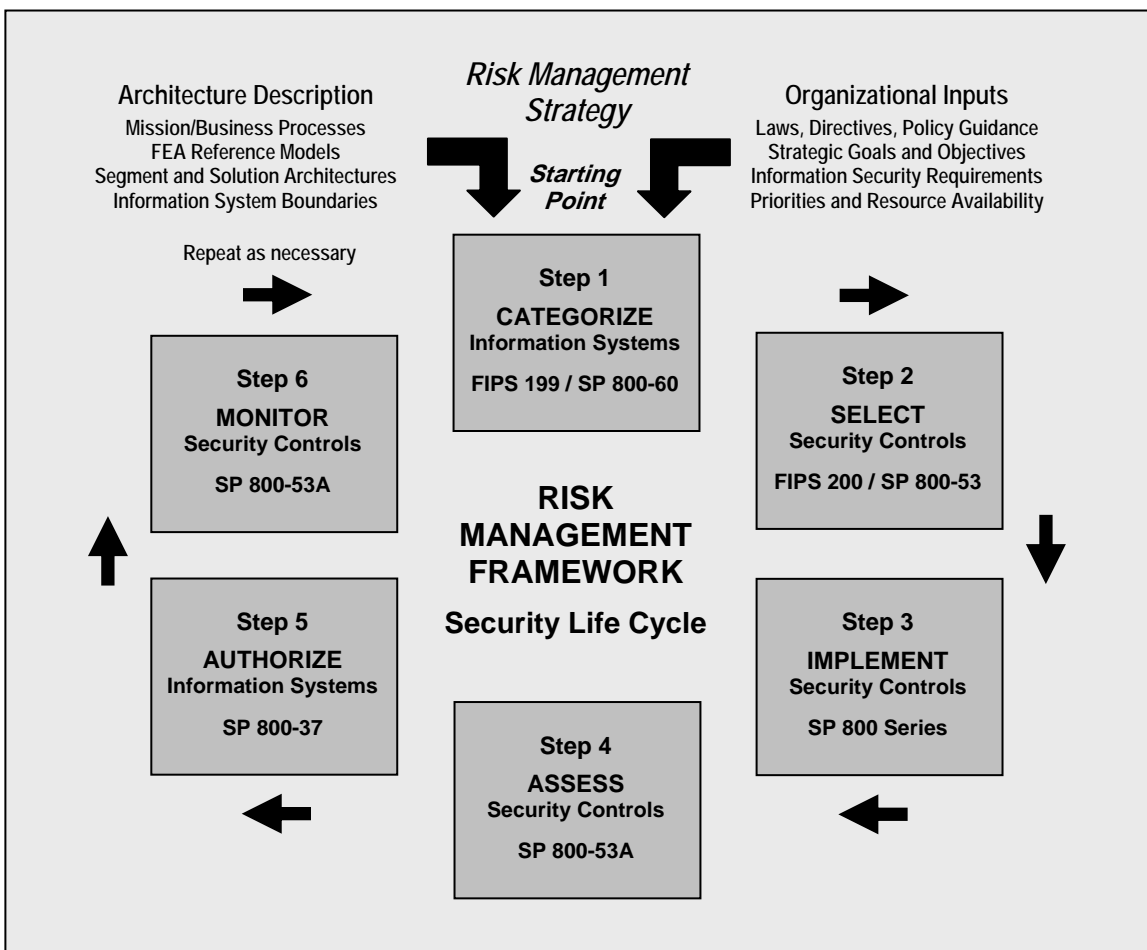 Risk Management
Strategy
Architecture Description
Mission/Business Processes
FEA Reference Models
Segment and Solution Architectures
Information System Boundaries
Organizational Inputs
Laws, Directives, Policy Guidance
Strategic Goals and Objectives
Information Security Requirements
Priorities and Resource Availability
Starting
Point
Repeat as necessary
Step 1
CATEGORIZE
Information Systems
FIPS 199 / SP 800-60
Step 2
SELECT
Security Controls
FIPS 200 / SP 800-53
Step 3
IMPLEMENT
Security Controls
SP 800 Series
Step 4
ASSESS
Security Controls
SP 800-53A
Step 5
AUTHORIZE
Information Systems
SP 800-37
Step 6
MONITOR
Security Controls
SP 800-53A
RISK
MANAGEMENT
FRAMEWORK
Security Life Cycle